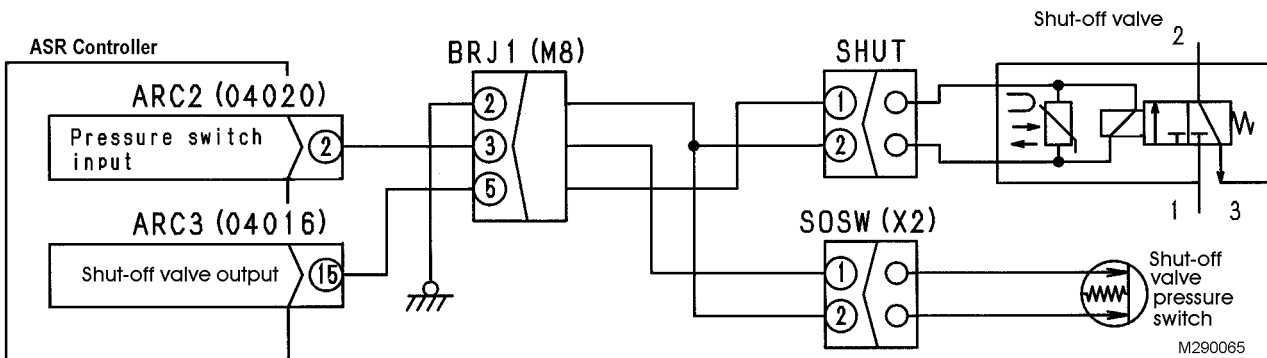 Shut-off valve
2
ASR Controller
BRJ1 (M8)
SHUT
ARC2 (04020)
Pressure switch
input
2
2
3
5
1
2
1
3
ARC3 (04016)
Shut-off valve output
15
SOSW (X2)
1
2
Shut-off
valve
pressure
switch
M290065